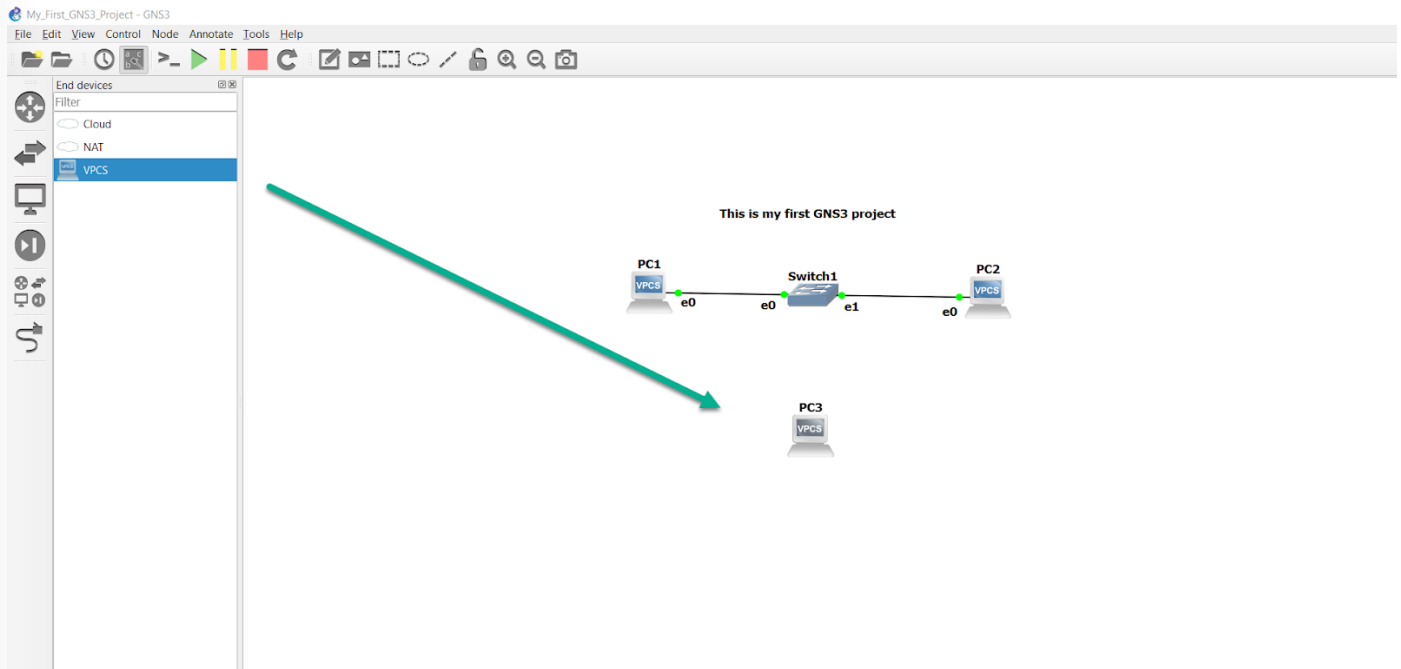 My_First_GNS3_Project - GNS3
File Edit View Control Node Annotate Tools Help
End devices
Filter
Cloud
NAT
VPCS
This is my first GNS3 project
PC1
VPCS
e0
Switch1
e0
e1
PC2
VPCS
e0
PC3
VPCS